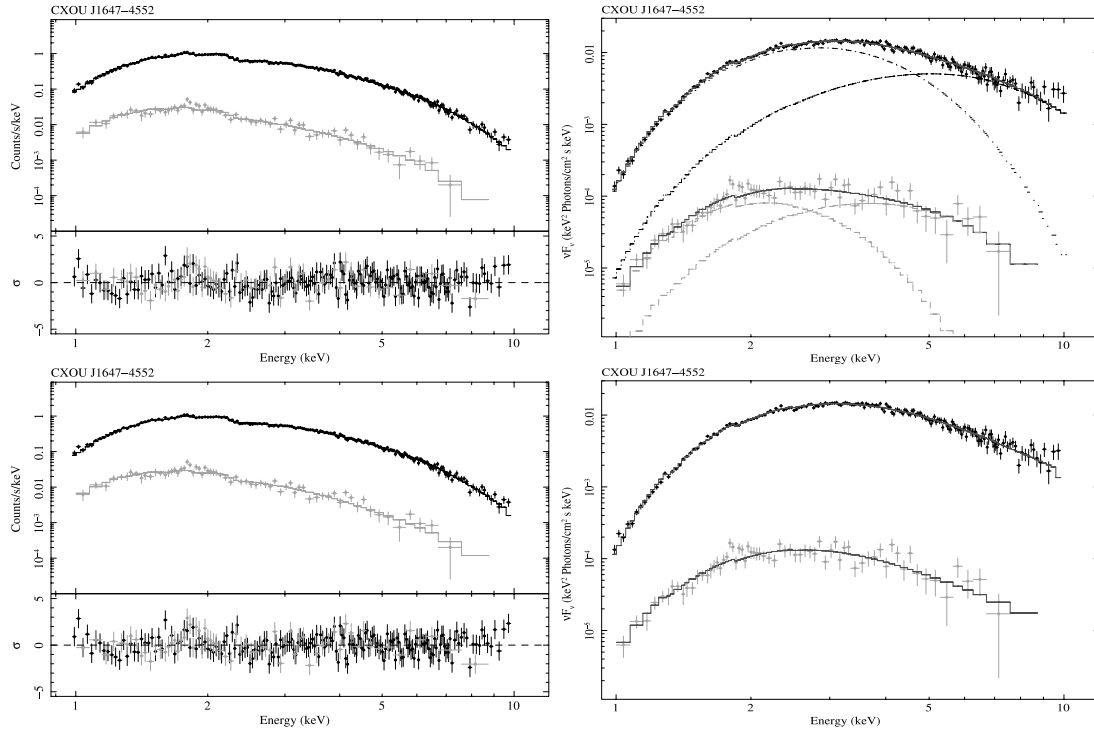 CXOU J1647−4552
Counts/s/keV
1
0.1
0.01
10⁻³
10⁻⁴
5
σ
0
−5
1 2 5 10
Energy (keV)
CXOU J1647−4552
νFᵥ (keV² Photons/cm² s keV)
0.01
10⁻³
10⁻⁴
10⁻⁵
1 2 5 10
Energy (keV)
CXOU J1647−4552
Counts/s/keV
1
0.1
0.01
10⁻³
10⁻⁴
5
σ
0
−5
1 2 5 10
Energy (keV)
CXOU J1647−4552
νFᵥ (keV² Photons/cm² s keV)
0.01
10⁻³
10⁻⁴
10⁻⁵
1 2 5 10
Energy (keV)